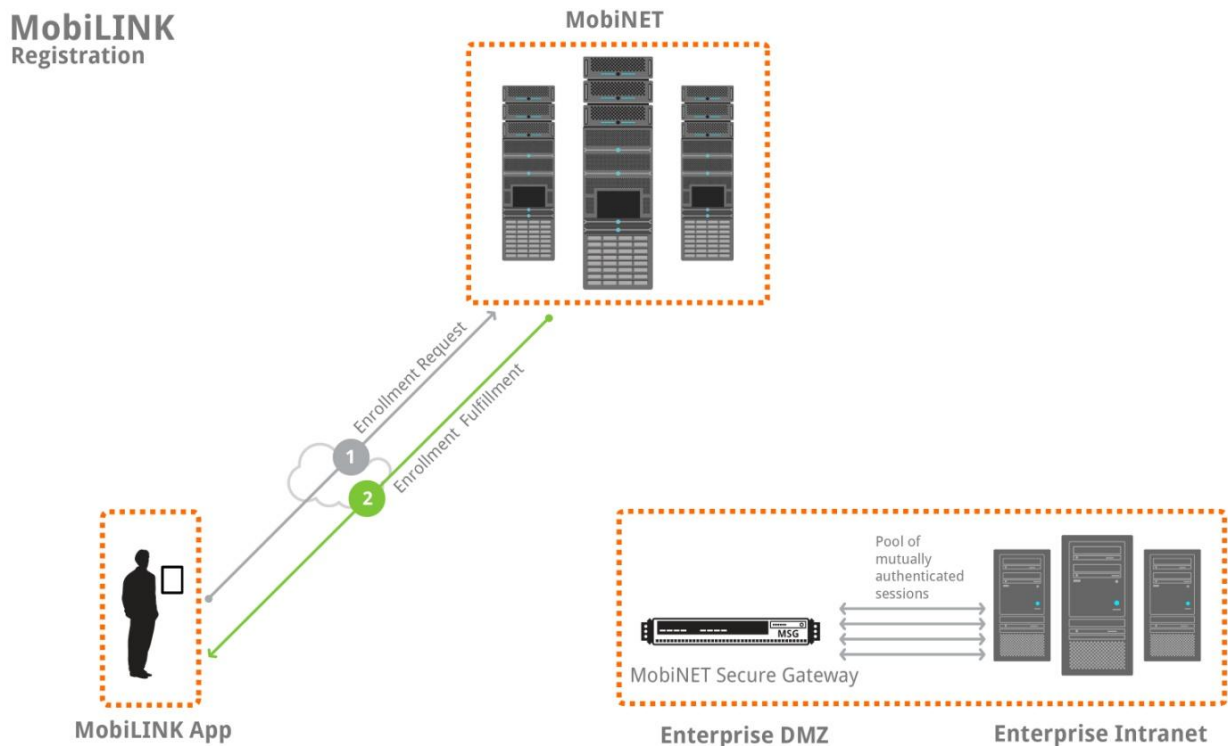 MobiLINK
Registration
MobiNET
Enrollment Request
1
Enrollment Fulfillment
2
Pool of
mutually
authenticated
sessions
MSG
MobiNET Secure Gateway
MobiLINK App
Enterprise DMZ
Enterprise Intranet